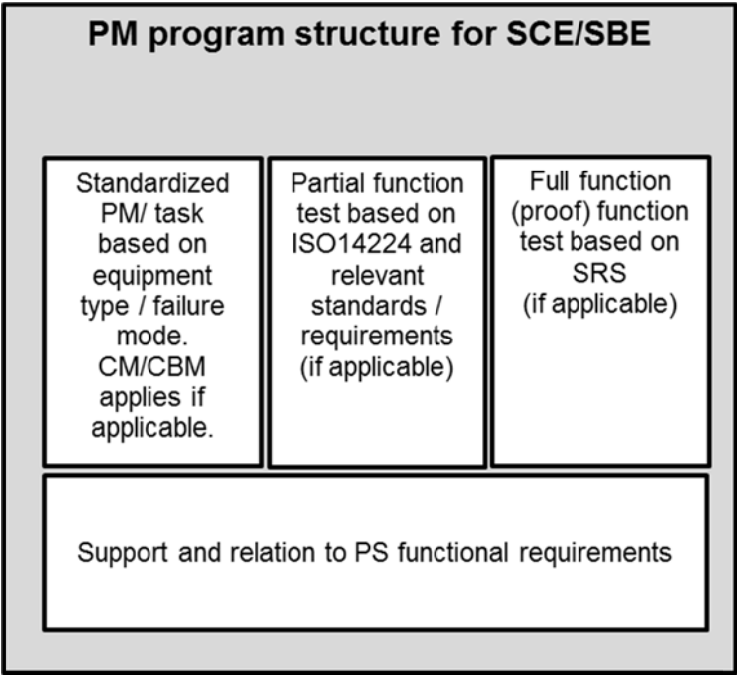 PM program structure for SCE/SBE
Standardized
PM/ task
based on
equipment
type / failure
mode.
CM/CBM
applies if
applicable.
Partial function
test based on
ISO14224 and
relevant
standards /
requirements
(if applicable)
Full function
(proof) function
test based on
SRS
(if applicable)
Support and relation to PS functional requirements